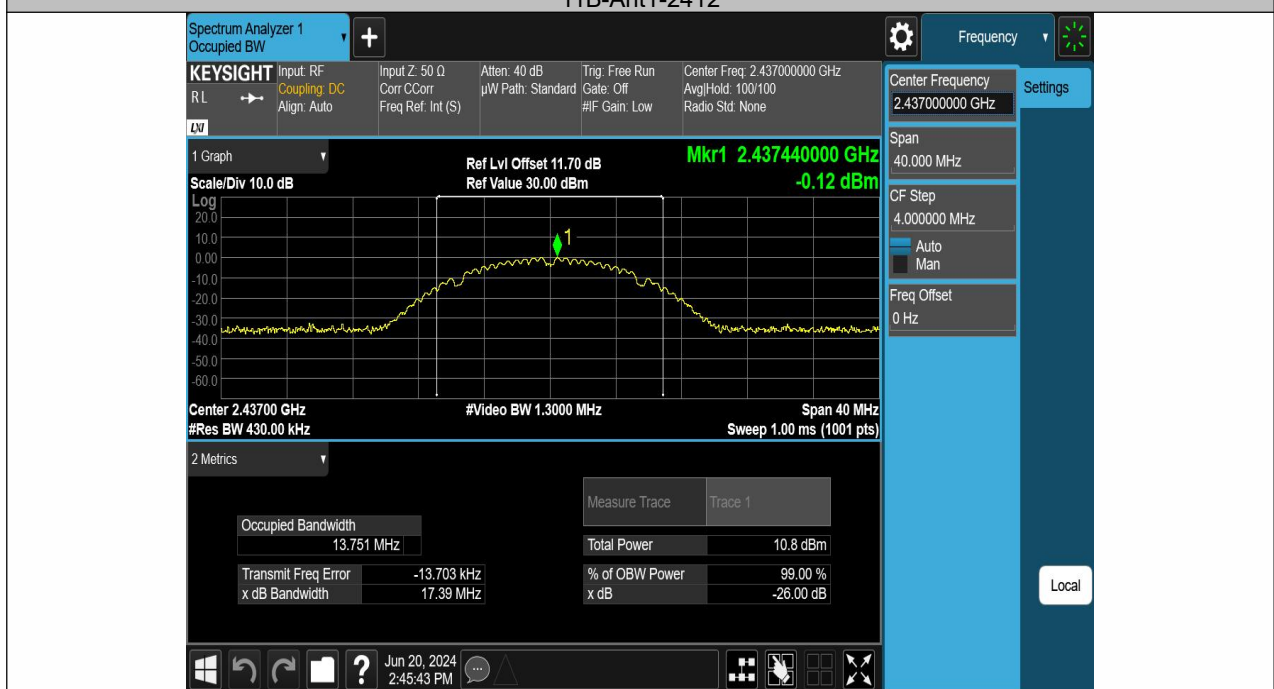 11B-Ant1-2412
Spectrum Analyzer 1
Occupied BW
+
Frequency
KEYSIGHT
RL
LXI
Input: RF
Coupling: DC
Align: Auto
Input Z: 50 Ω
Corr CCorr
Freq Ref: Int (S)
Atten: 40 dB
µW Path: Standard
Trig: Free Run
Gate: Off
#IF Gain: Low
Center Freq: 2.437000000 GHz
Avg|Hold: 100/100
Radio Std: None
Center Frequency
2.437000000 GHz
Settings
Span
40.000 MHz
CF Step
4.000000 MHz
Auto
Man
Freq Offset
0 Hz
Local
1 Graph
Scale/Div 10.0 dB
Ref Lvl Offset 11.70 dB
Ref Value 30.00 dBm
Mkr1 2.437440000 GHz
-0.12 dBm
Log
20.0
10.0
0.00
-10.0
-20.0
-30.0
-40.0
-50.0
-60.0
1
Center 2.43700 GHz
#Video BW 1.3000 MHz
Span 40 MHz
#Res BW 430.00 kHz
Sweep 1.00 ms (1001 pts)
2 Metrics
Measure Trace Trace 1
Occupied Bandwidth
13.751 MHz
Total Power 10.8 dBm
Transmit Freq Error -13.703 kHz
% of OBW Power 99.00 %
x dB Bandwidth 17.39 MHz
x dB -26.00 dB
?
Jun 20, 2024
2:45:43 PM